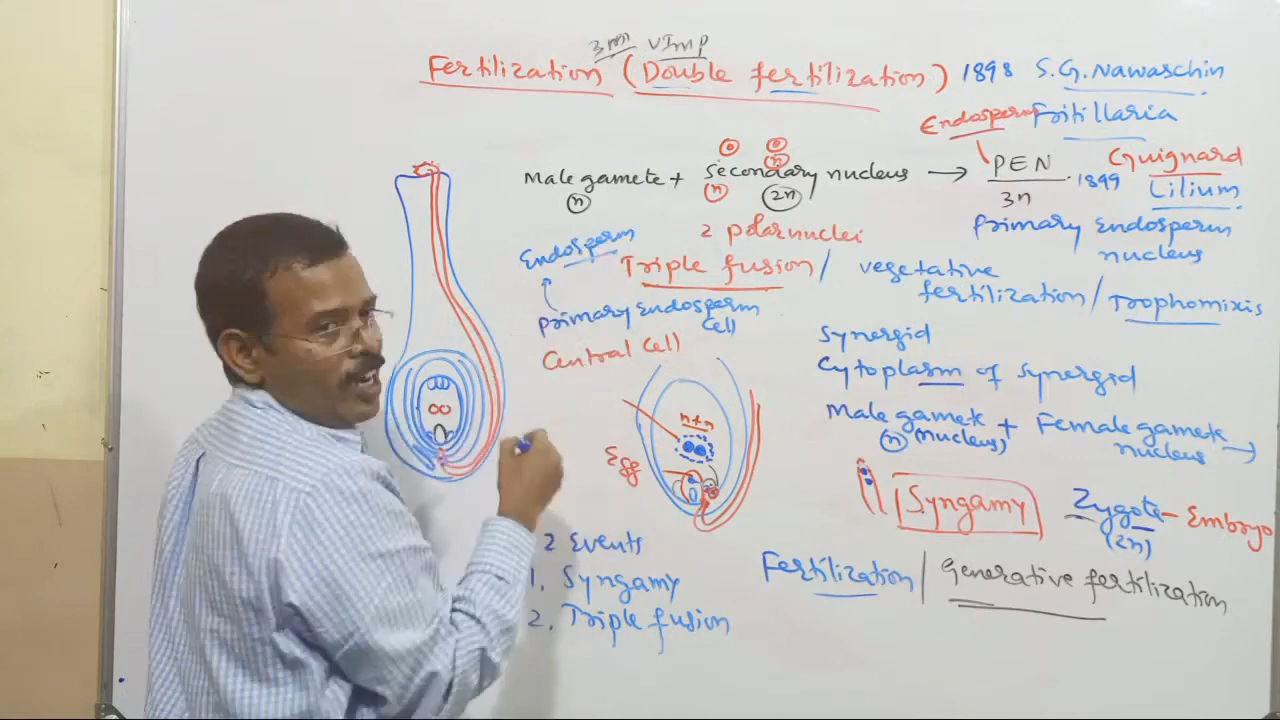 3m VImp
Fertilization (Double fertilization) 1898 S.G.Nawaschin
Endosperm Fritillaria
Male gamete + secondary nucleus → PEN 1899 Guignard
(n) (n) (n) (2n) 3n Lilium
2 polar nuclei Primary Endosperm nucleus
Endosperm
Triple fusion / vegetative
fertilization / Trophomixis
Primary Endosperm
cell
Central cell
Synergid
Cytoplasm of synergid
n+n
Male gamete + Female gamete
(n) (nucleus) nucleus →
Egg
Syngamy Zygote - Embryo
(2n)
2 Events
1. Syngamy
2. Triple fusion
Fertilization / Generative fertilization